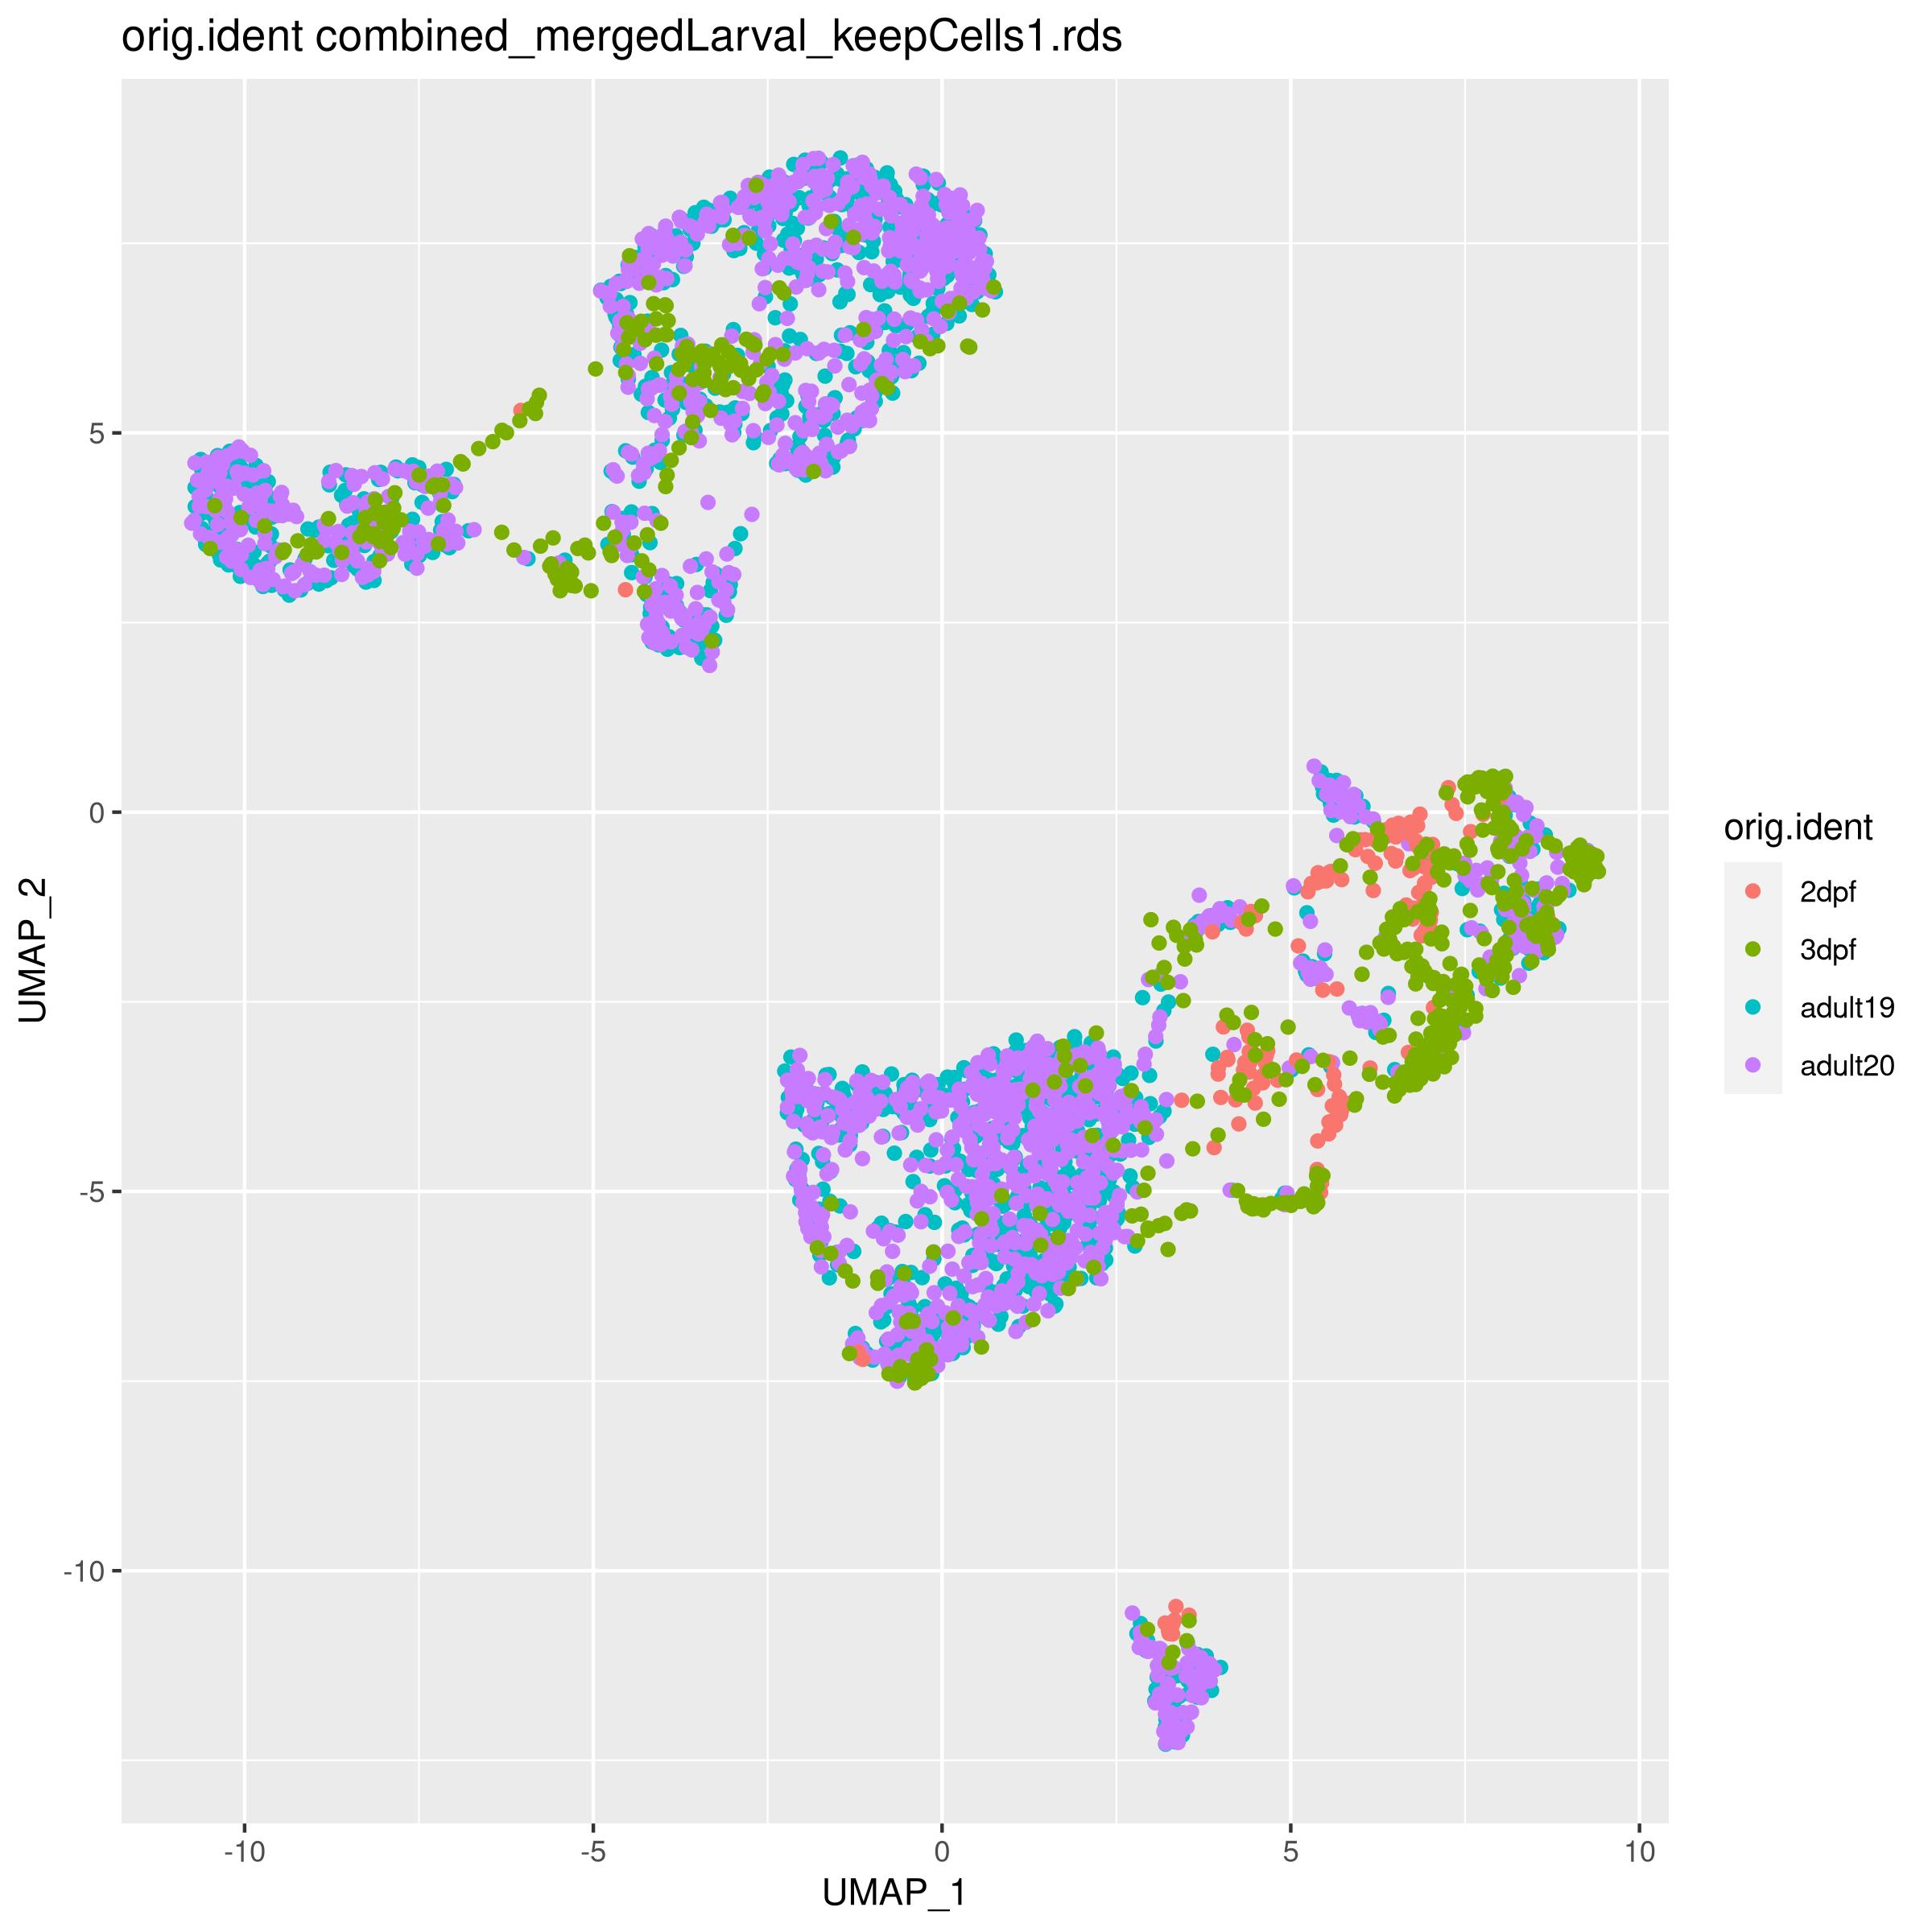 orig.ident combined_mergedLarval_keepCells1.rds
5
0
-5
-10
UMAP_2
-10
-5
0
5
10
UMAP_1
orig.ident
2dpf
3dpf
adult19
adult20